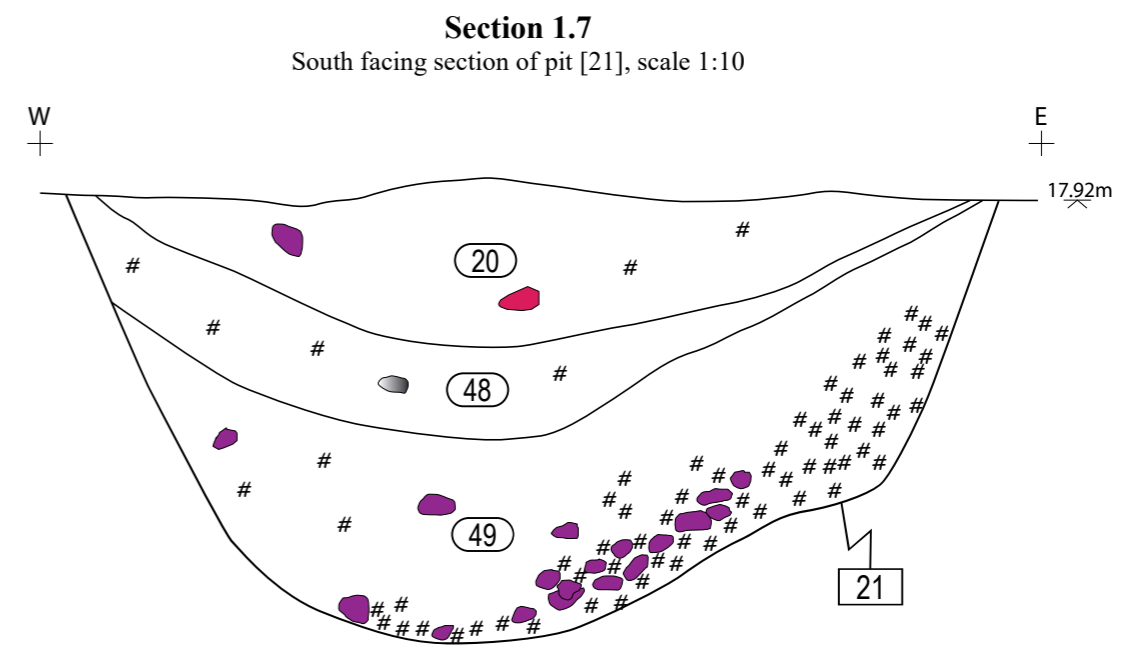 Section 1.7
South facing section of pit [21], scale 1:10
W
E
17.92m
20
48
49
21